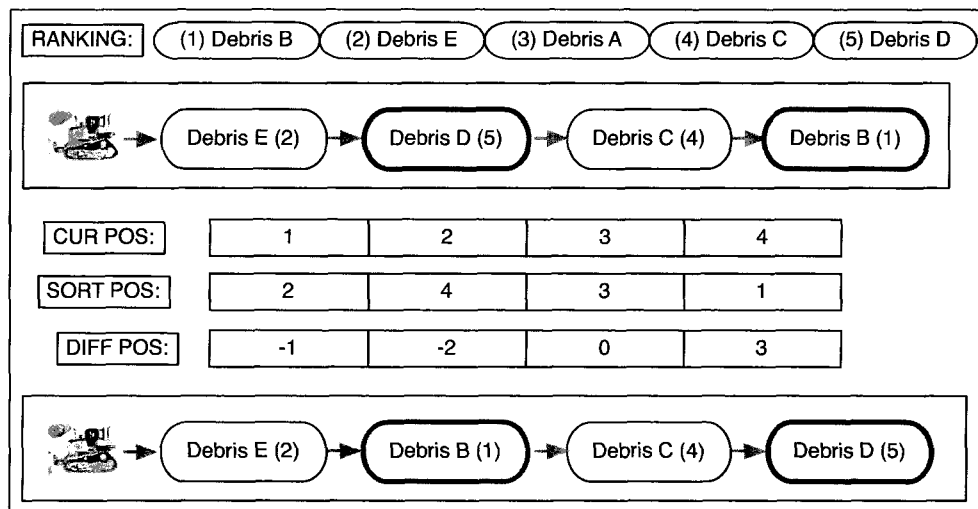 RANKING: (1) Debris B (2) Debris E (3) Debris A (4) Debris C (5) Debris D
Debris E (2) Debris D (5) Debris C (4) Debris B (1)
CUR POS: 1 2 3 4
SORT POS: 2 4 3 1
DIFF POS: -1 -2 0 3
Debris E (2) Debris B (1) Debris C (4) Debris D (5)